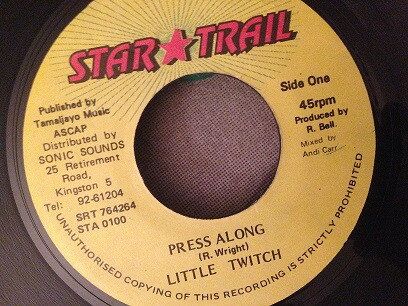 STAR★TRAIL
Published by
Tamaljayo Music
ASCAP
Distributed by
SONIC SOUNDS
25 Retirement
Road,
Kingston 5
Tel: 92-61204
SRT 764264
STA 0100
Side One
45rpm
Produced by
R. Bell.
Mixed by
Andi Carr...
PRESS ALONG
(R. Wright)
LITTLE TWITCH
UNAUTHORISED COPYING OF THIS RECORDING IS STRICTLY PROHIBITED